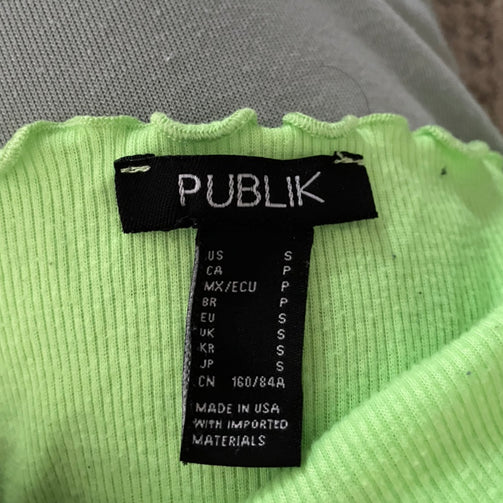 PUBLIK
US S
CA P
MX/ECU P
BR P
EU S
UK S
KR S
JP S
CN 160/84A
MADE IN USA
WITH IMPORTED
MATERIALS